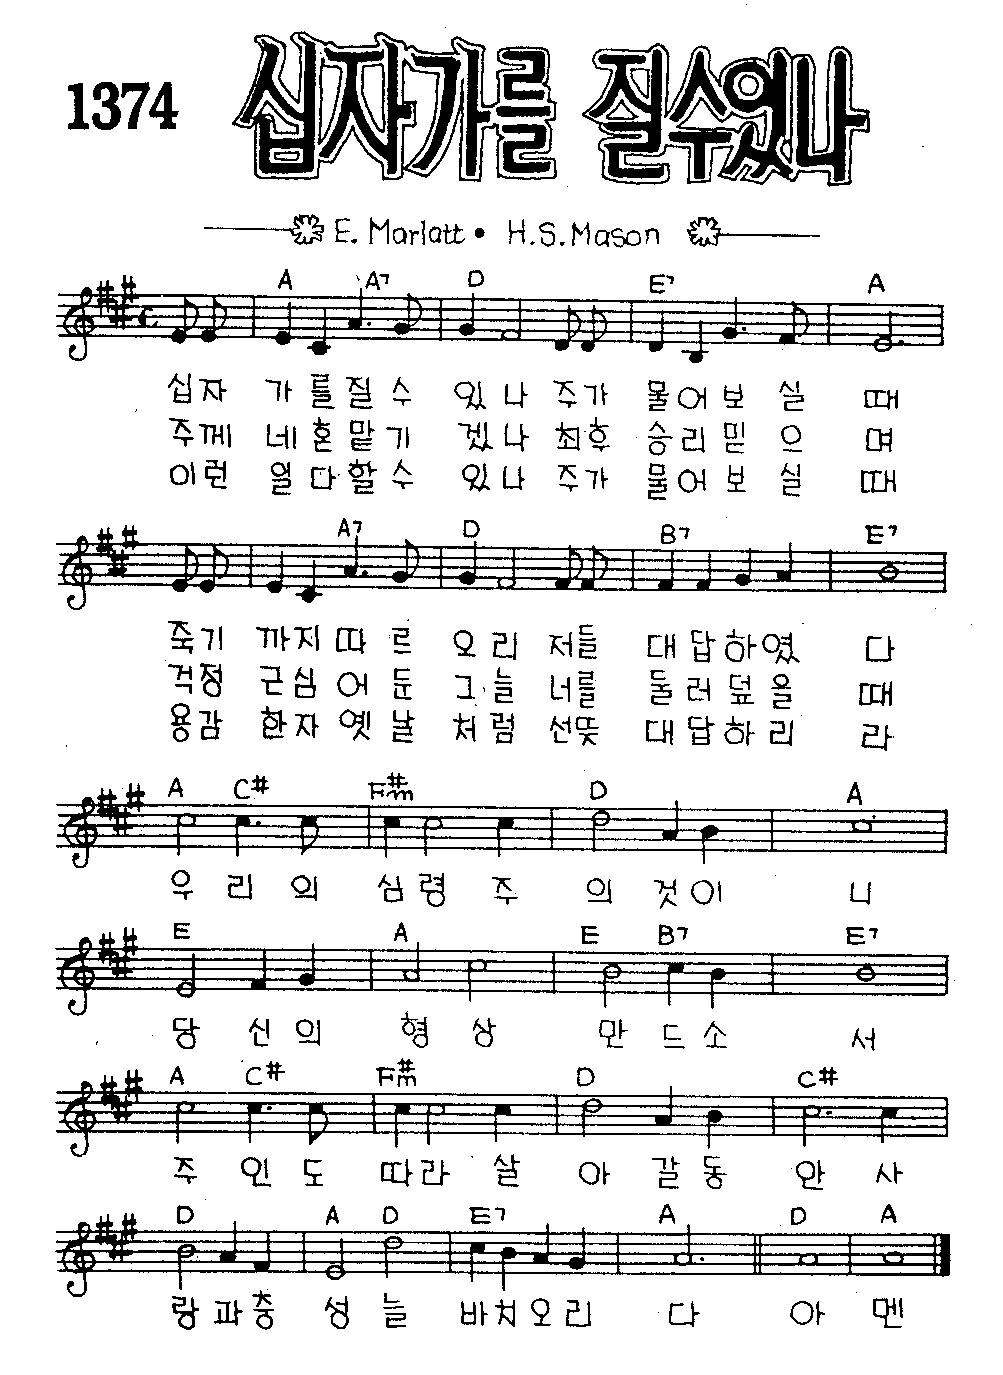 1374 십자가를 질수있나
E. Marlatt • H.S. Mason
A A7 D E7 A
십자 가를질수 있나 주가 물어보 실 때
주께 네혼맡기 겠나 최후 승리믿 으 며
이런 일다할수 있나 주가 물어보 실 때
A7 D B7 E7
죽기 까지따르 오리 저들 대답하였 다
걱정 근심어둔 그늘 너를 둘러덮을 때
용감 한자옛날 처럼 선뜻 대답하리 라
A C# F#m D A
우 리 의 심령 주 의 것이 니
E A E B7 E7
당 신의 형 상 만 드소 서
A C# F#m D C#
주 인 도 따라 살 아 갈동 안 사
D A D E7 A D A
랑파충 성 늘 바치오리 다 아 멘